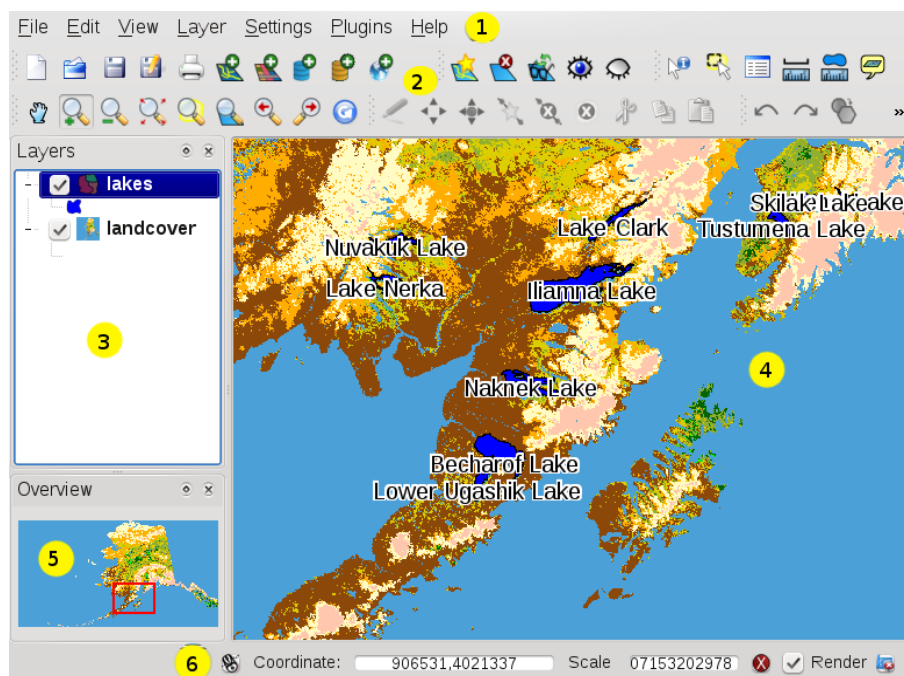 File Edit View Layer Settings Plugins Help 1
2
»
Layers
lakes
landcover
3
Skilak Lake
Lake Clark
Tustumena Lake
Nuvakuk Lake
Lake Nerka
Iliamna Lake
4
Naknek Lake
Becharof Lake
Lower Ugashik Lake
Overview
5
6 Coordinate: 906531,4021337 Scale 07153202978 Render